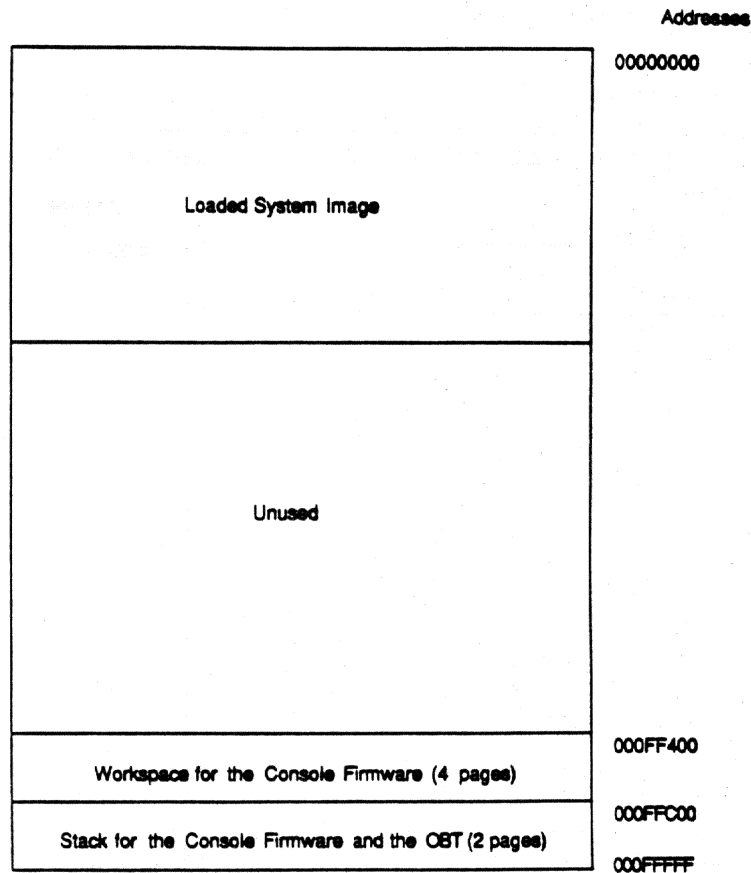 Addresses
00000000
Loaded System Image
Unused
000FF400
Workspace for the Console Firmware (4 pages)
000FFC00
Stack for the Console Firmware and the OBT (2 pages)
000FFFFF